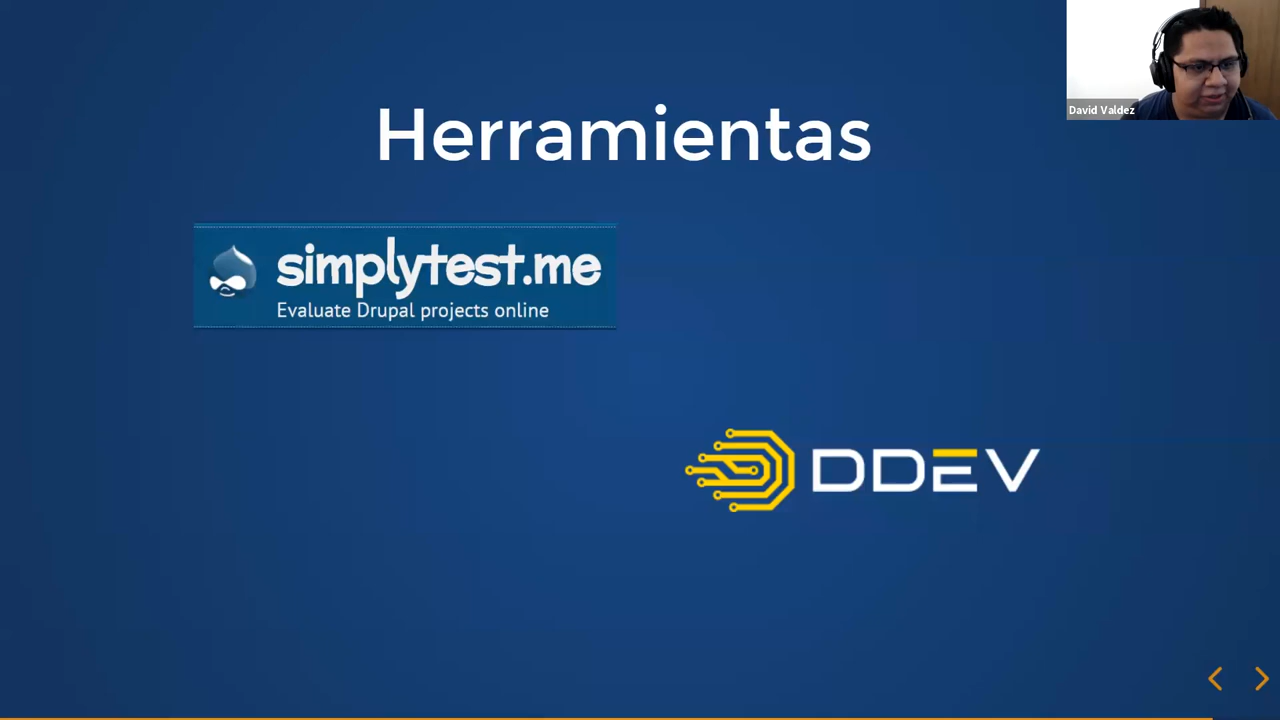 Herramientas
David Valdez
simplytest.me
Evaluate Drupal projects online
DDEV